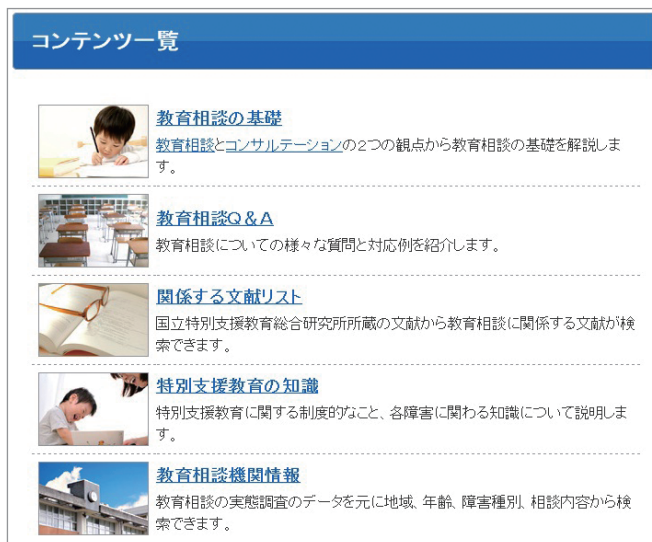 コンテンツ一覧
教育相談の基礎
教育相談とコンサルテーションの2つの観点から教育相談の基礎を解説しま
す。
教育相談Q&A
教育相談についての様々な質問と対応例を紹介します。
関係する文献リスト
国立特別支援教育総合研究所所蔵の文献から教育相談に関係する文献が検
索できます。
特別支援教育の知識
特別支援教育に関する制度的なこと、各障害に関わる知識について説明しま
す。
教育相談機関情報
教育相談の実態調査のデータを元に地域、年齢、障害種別、相談内容から検
索できます。